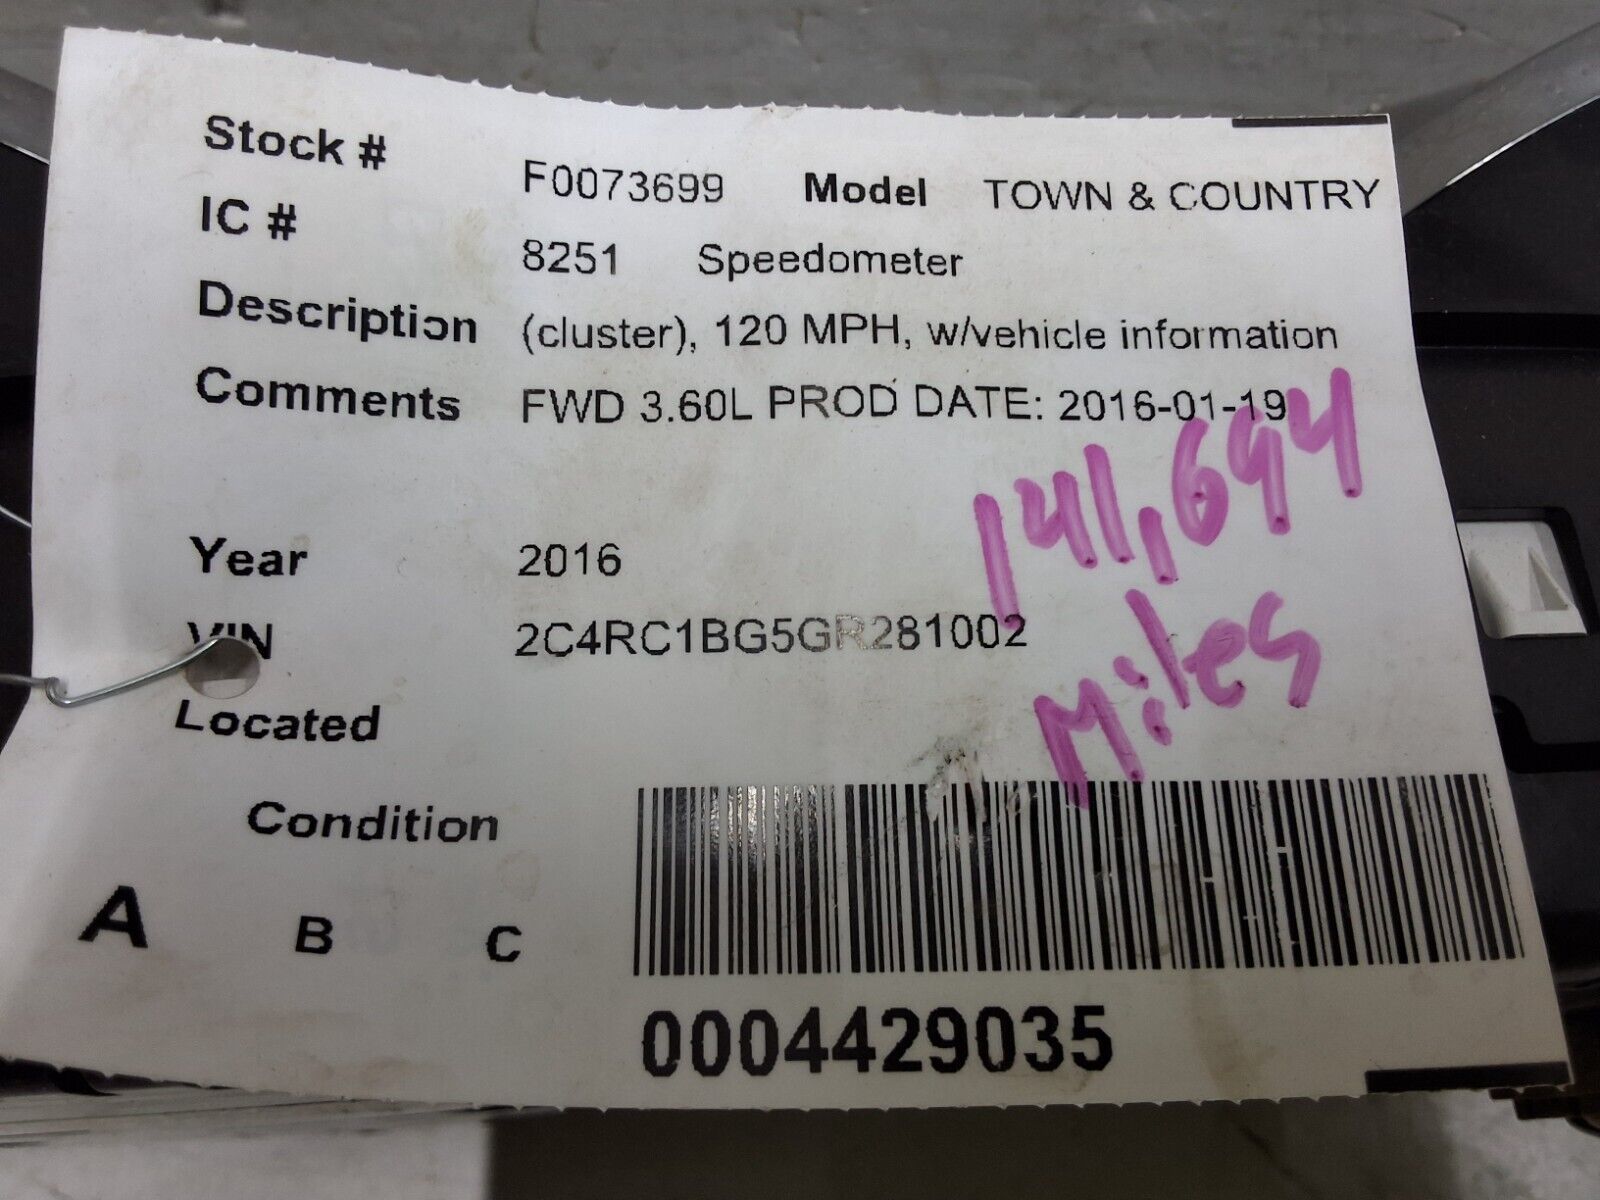 Stock # F0073699 Model TOWN & COUNTRY
IC # 8251 Speedometer
Description (cluster), 120 MPH, w/vehicle information
Comments FWD 3.60L PROD DATE: 2016-01-19
141,694
Year 2016
VIN 2C4RC1BG5GR281002
Miles
Located
Condition
A B C
0004429035